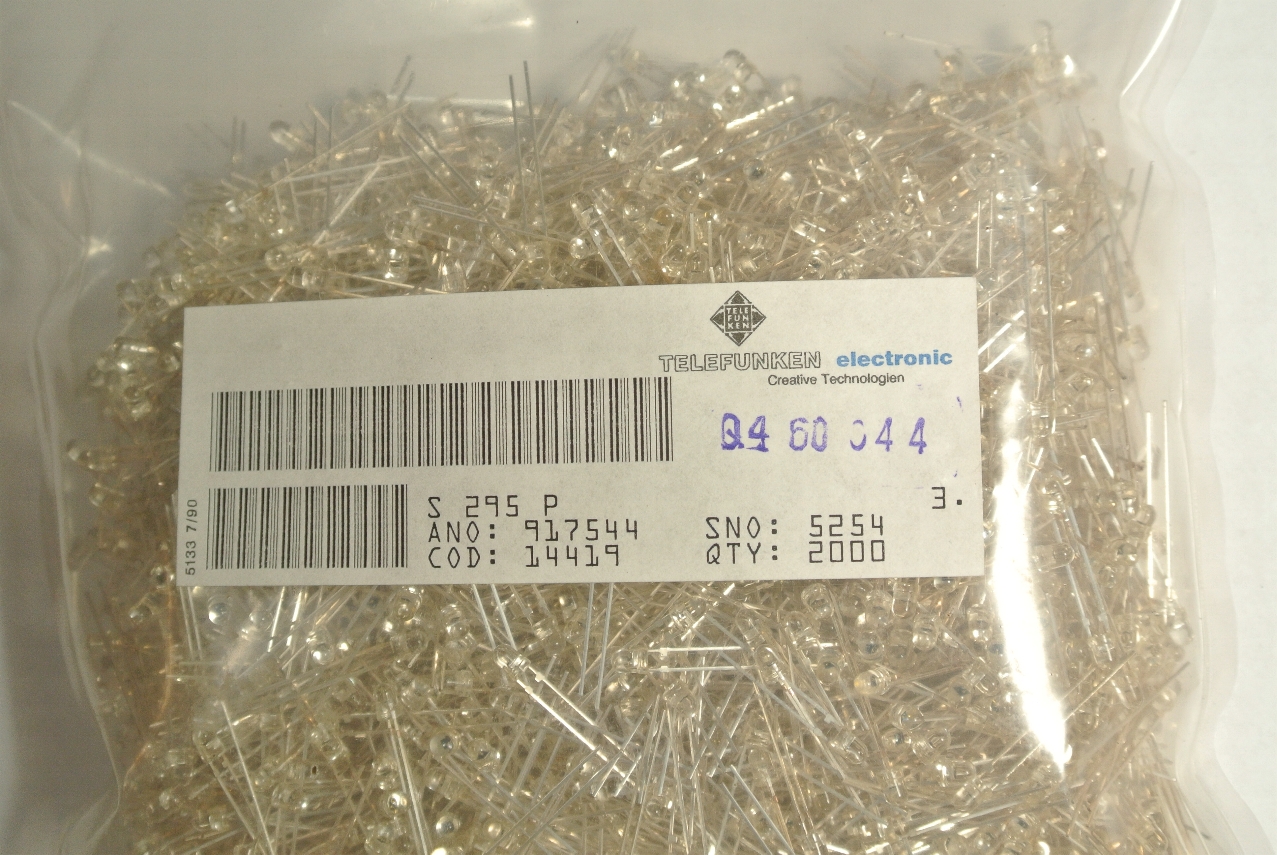 TELE
FUN
KEN
TELEFUNKEN electronic
Creative Technologien
Q4 60 044
3.
S 295 P
ANO: 917544 SNO: 5254
COD: 14419 QTY: 2000
5133 7/90